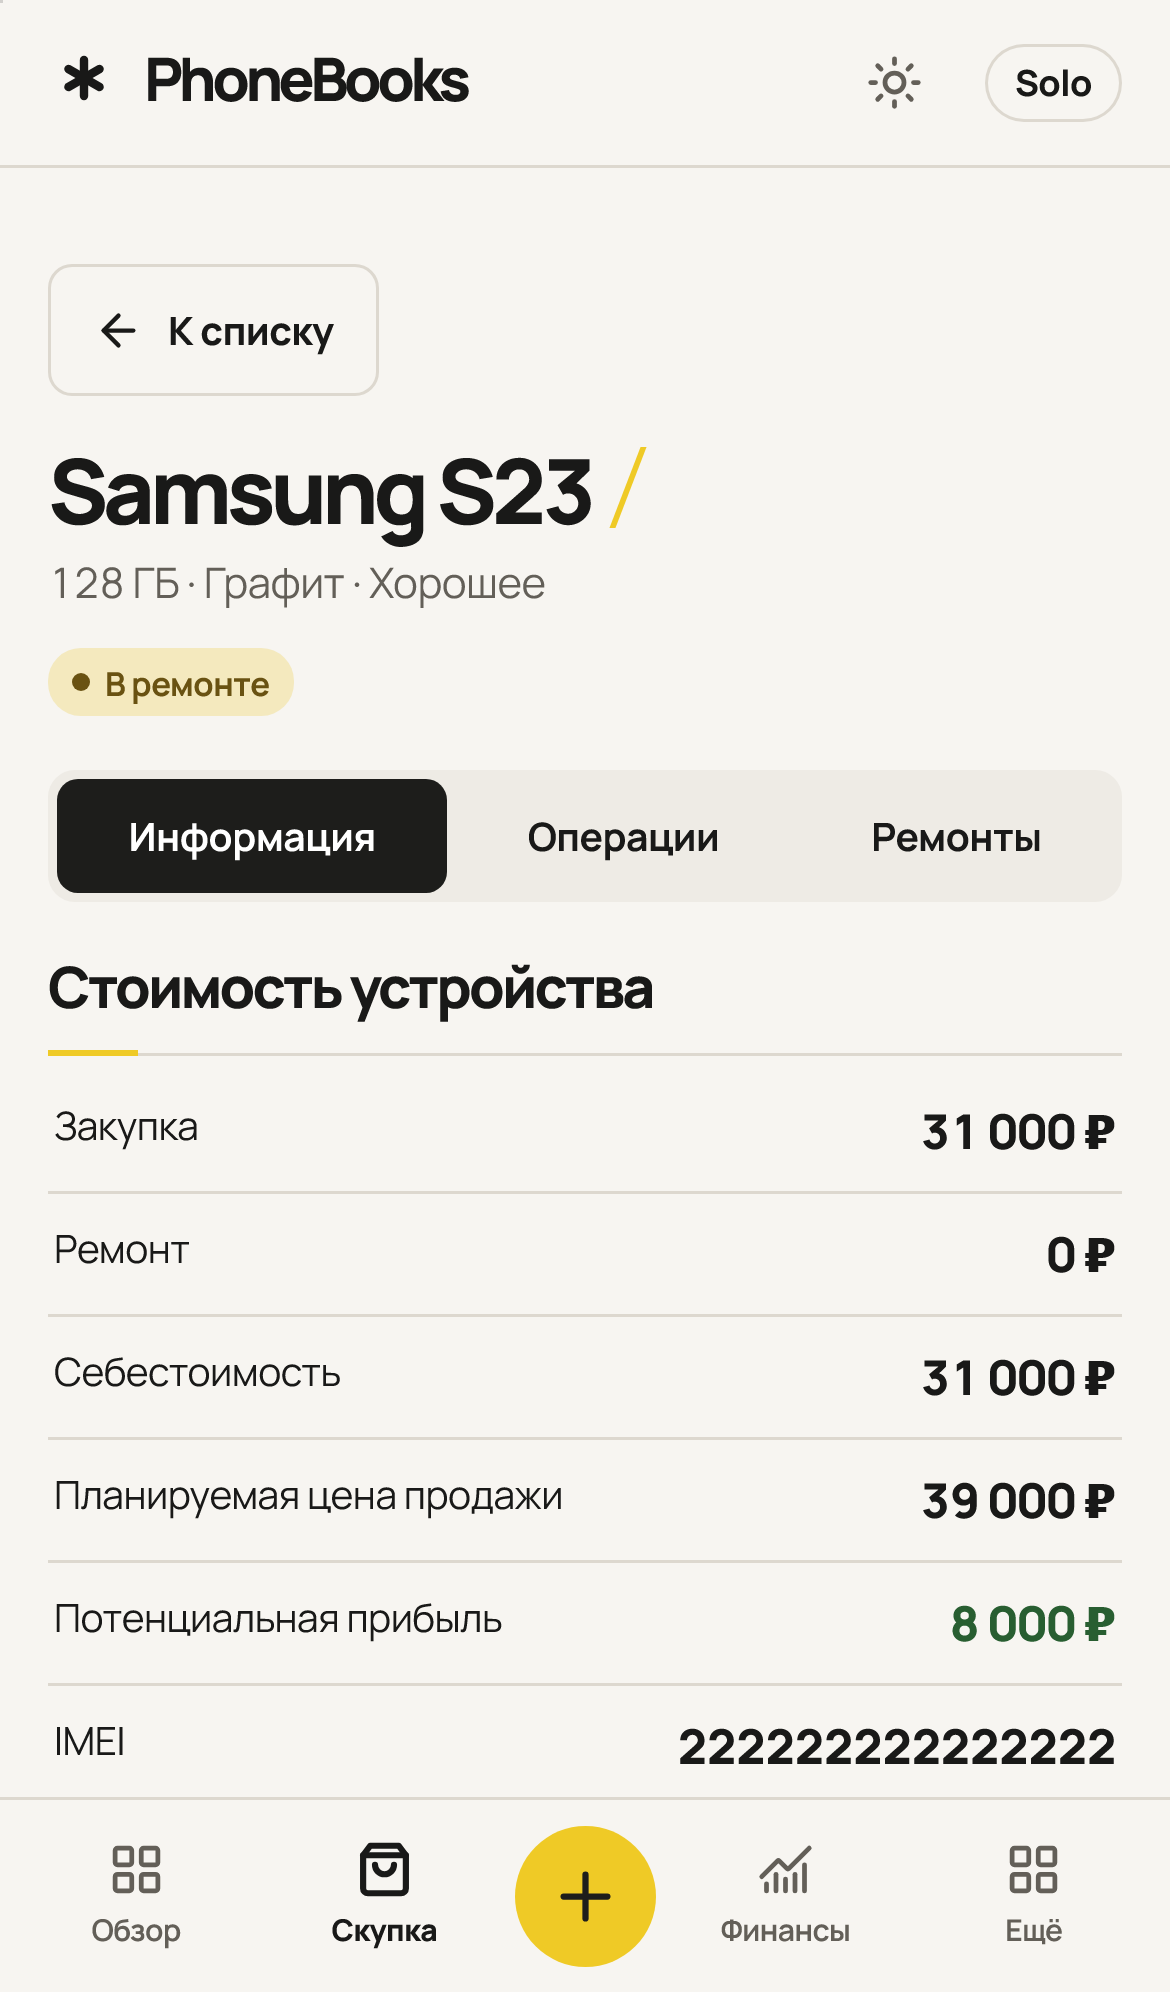 PhoneBooks
Solo
← К списку
Samsung S23 /
128 ГБ · Графит · Хорошее
В ремонте
Информация Операции Ремонты
Стоимость устройства
Закупка 31 000 ₽
Ремонт 0 ₽
Себестоимость 31 000 ₽
Планируемая цена продажи 39 000 ₽
Потенциальная прибыль 8 000 ₽
IMEI 222222222222222
Обзор Скупка Финансы Ещё